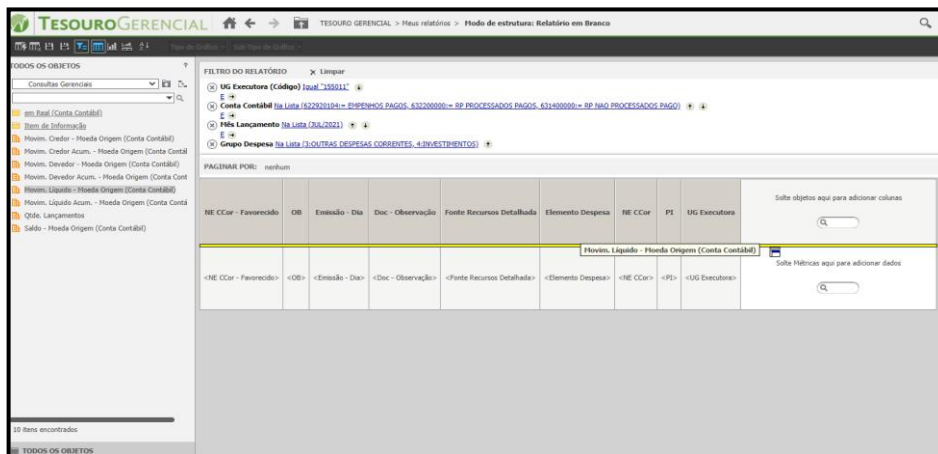 TESOUROGERENCIAL
TESOURO GERENCIAL > Meus relatórios > Modo de estrutura: Relatório em Branco
Tipo de Gráfico
Sub-Tipo de Gráfico
TODOS OS OBJETOS
?
Consultas Gerenciais
em Real (Conta Contábil)
Item de Informação
Movim. Credor - Moeda Origem (Conta Contábil)
Movim. Credor Acum. - Moeda Origem (Conta Contál
Movim. Devedor - Moeda Origem (Conta Contábil)
Movim. Devedor Acum. - Moeda Origem (Conta Cont
Movim. Líquido - Moeda Origem (Conta Contábil)
Movim. Líquido Acum. - Moeda Origem (Conta Contá
Qtde. Lançamentos
Saldo - Moeda Origem (Conta Contábil)
10 itens encontrados
TODOS OS OBJETOS
FILTRO DO RELATÓRIO x Limpar
UG Executora (Código) Igual "155011"
E
Conta Contábil Na Lista (622920104:= EMPENHOS PAGOS, 632200000:= RP PROCESSADOS PAGOS, 631400000:= RP NAO PROCESSADOS PAGO)
E
Mês Lançamento Na Lista (JUL/2021)
E
Grupo Despesa Na Lista (3:OUTRAS DESPESAS CORRENTES, 4:INVESTIMENTOS)
PAGINAR POR: nenhum
NE CCor - Favorecido OB Emissão - Dia Doc - Observação Fonte Recursos Detalhada Elemento Despesa NE CCor PI UG Executora
Solte objetos aqui para adicionar colunas
Movim. Líquido - Moeda Origem (Conta Contábil)
<NE CCor - Favorecido> <OB> <Emissão - Dia> <Doc - Observação> <Fonte Recursos Detalhada> <Elemento Despesa> <NE CCor> <PI> <UG Executora>
Solte Métricas aqui para adicionar dados